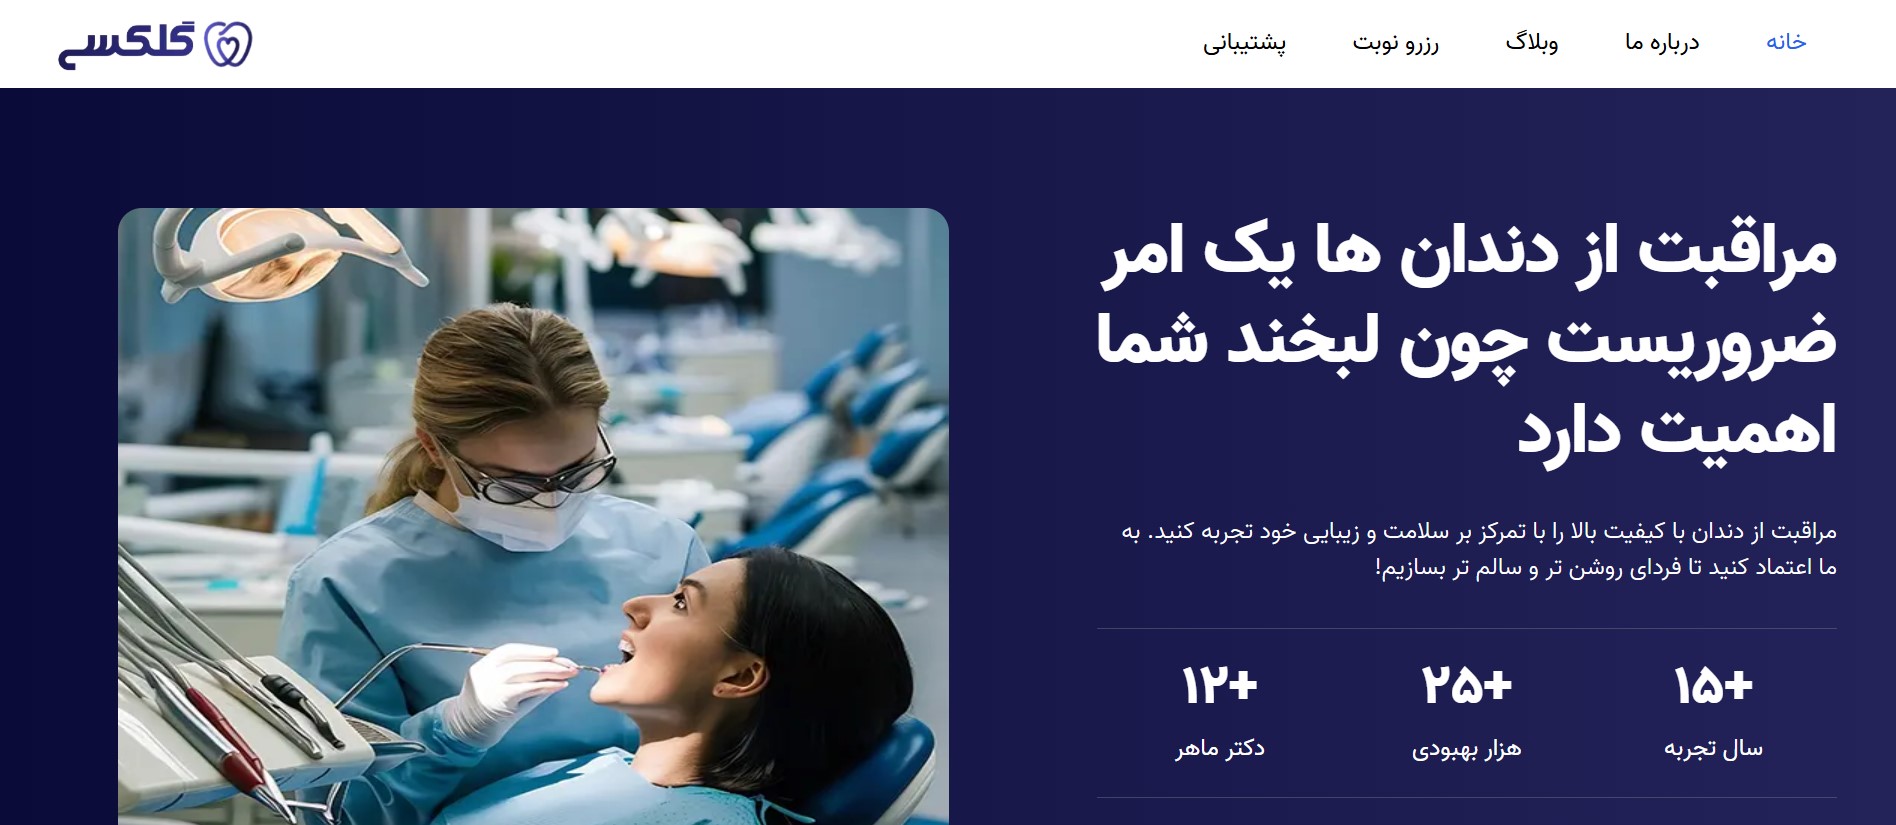 خانه
درباره ما
وبلاگ
رزرو نوبت
پشتیبانی
گلکسی
مراقبت از دندان ها یک امر
ضروریست چون لبخند شما
اهمیت دارد
مراقبت از دندان با کیفیت بالا را با تمرکز بر سلامت و زیبایی خود تجربه کنید. به
ما اعتماد کنید تا فردای روشن تر و سالم تر بسازیم!
+۱۵
سال تجربه
+۲۵
هزار بهبودی
+۱۲
دکتر ماهر